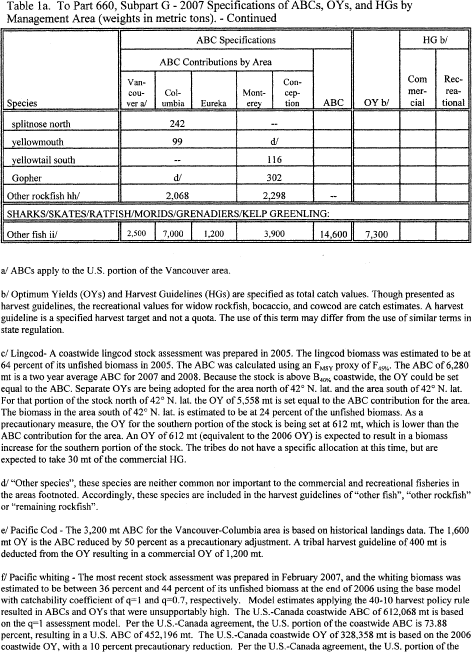 Table 1a. To Part 660, Subpart G - 2007 Specifications of ABCs, OYs, and HGs by
Management Area (weights in metric tons). - Continued
ABC Specifications HG b/
ABC Contributions by Area
Species Van-cou-ver a/ Col-umbia Eureka Mont-erey Con-cep-tion ABC OY b/ Com mer-cial Rec-rea-tional
splitnose north 242 --
yellowmouth 99 d/
yellowtail south -- 116
Gopher d/ 302
Other rockfish hh/ 2,068 2,298 --
SHARKS/SKATES/RATFISH/MORIDS/GRENADIERS/KELP GREENLING:
Other fish ii/ 2,500 7,000 1,200 3,900 14,600 7,300
a/ ABCs apply to the U.S. portion of the Vancouver area.
b/ Optimum Yields (OYs) and Harvest Guidelines (HGs) are specified as total catch values. Though presented as
harvest guidelines, the recreational values for widow rockfish, bocaccio, and cowcod are catch estimates. A harvest
guideline is a specified harvest target and not a quota. The use of this term may differ from the use of similar terms in
state regulation.
c/ Lingcod- A coastwide lingcod stock assessment was prepared in 2005. The lingcod biomass was estimated to be at
64 percent of its unfished biomass in 2005. The ABC was calculated using an FMSY proxy of F45%. The ABC of 6,280
mt is a two year average ABC for 2007 and 2008. Because the stock is above B40% coastwide, the OY could be set
equal to the ABC. Separate OYs are being adopted for the area north of 42° N. lat. and the area south of 42° N. lat.
For that portion of the stock north of 42° N. lat. the OY of 5,558 mt is set equal to the ABC contribution for the area.
The biomass in the area south of 42° N. lat. is estimated to be at 24 percent of the unfished biomass. As a
precautionary measure, the OY for the southern portion of the stock is being set at 612 mt, which is lower than the
ABC contribution for the area. An OY of 612 mt (equivalent to the 2006 OY) is expected to result in a biomass
increase for the southern portion of the stock. The tribes do not have a specific allocation at this time, but are
expected to take 30 mt of the commercial HG.
d/ "Other species", these species are neither common nor important to the commercial and recreational fisheries in
the areas footnoted. Accordingly, these species are included in the harvest guidelines of "other fish", "other rockfish"
or "remaining rockfish".
e/ Pacific Cod - The 3,200 mt ABC for the Vancouver-Columbia area is based on historical landings data. The 1,600
mt OY is the ABC reduced by 50 percent as a precautionary adjustment. A tribal harvest guideline of 400 mt is
deducted from the OY resulting in a commercial OY of 1,200 mt.
f/ Pacific whiting - The most recent stock assessment was prepared in February 2007, and the whiting biomass was
estimated to be between 36 percent and 44 percent of its unfished biomass at the end of 2006 using the base model
with catchability coefficient of q=1 and q=0.7, respectively. Model estimates applying the 40-10 harvest policy rule
resulted in ABCs and OYs that were unsupportably high. The U.S.-Canada coastwide ABC of 612,068 mt is based
on the q=1 assessment model. Per the U.S.-Canada agreement, the U.S. portion of the coastwide ABC is 73.88
percent, resulting in a U.S. ABC of 452,196 mt. The U.S.-Canada coastwide OY of 328,358 mt is based on the 2006
coastwide OY, with a 10 percent precautionary reduction. Per the U.S.-Canada agreement, the U.S. portion of the